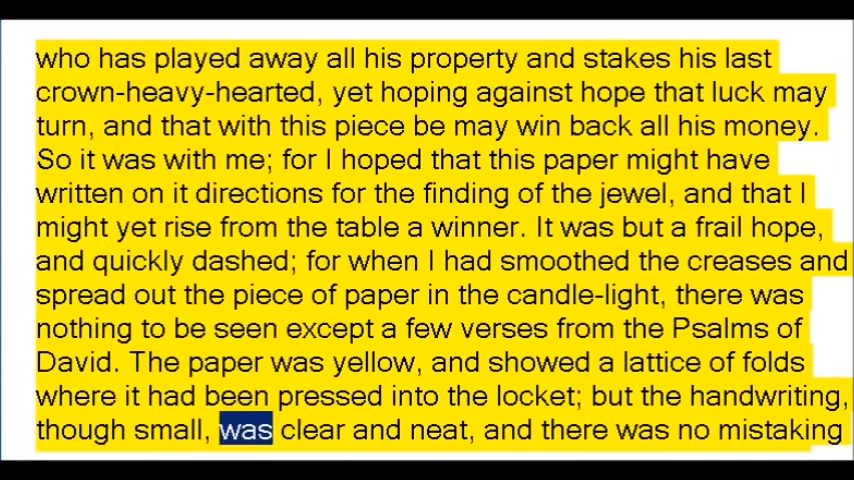 who has played away all his property and stakes his last
crown-heavy-hearted, yet hoping against hope that luck may
turn, and that with this piece be may win back all his money.
So it was with me; for I hoped that this paper might have
written on it directions for the finding of the jewel, and that I
might yet rise from the table a winner. It was but a frail hope,
and quickly dashed; for when I had smoothed the creases and
spread out the piece of paper in the candle-light, there was
nothing to be seen except a few verses from the Psalms of
David. The paper was yellow, and showed a lattice of folds
where it had been pressed into the locket; but the handwriting,
though small, was clear and neat, and there was no mistaking